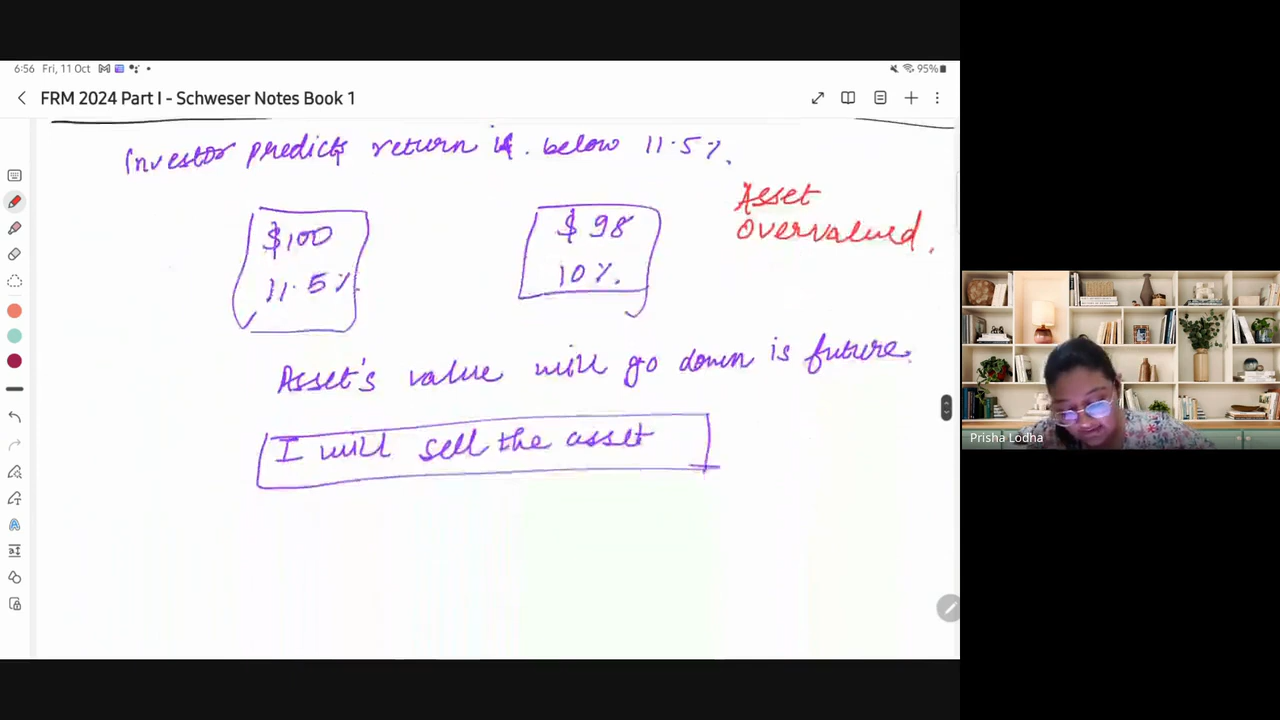 6:56 Fri, 11 Oct
95%
FRM 2024 Part I - Schweser Notes Book 1
Investor predicts return is. below 11.5%.
Asset
Overvalued.
$100
11.5%
$98
10%.
Asset's value will go down is future.
I will sell the asset
Prisha Lodha